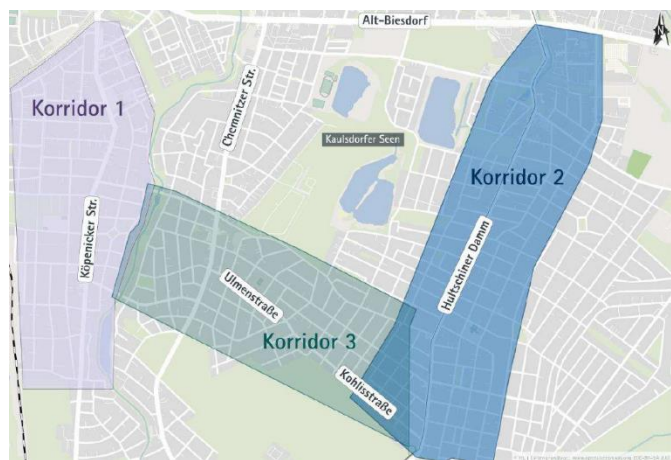 Alt-Biesdorf
N
Korridor 1
Chemnitzer Str.
Kaulsdorfer Seen
Korridor 2
Köpenicker Str.
Hultschiner Damm
Ulmenstraße
Korridor 3
Kohlisstraße